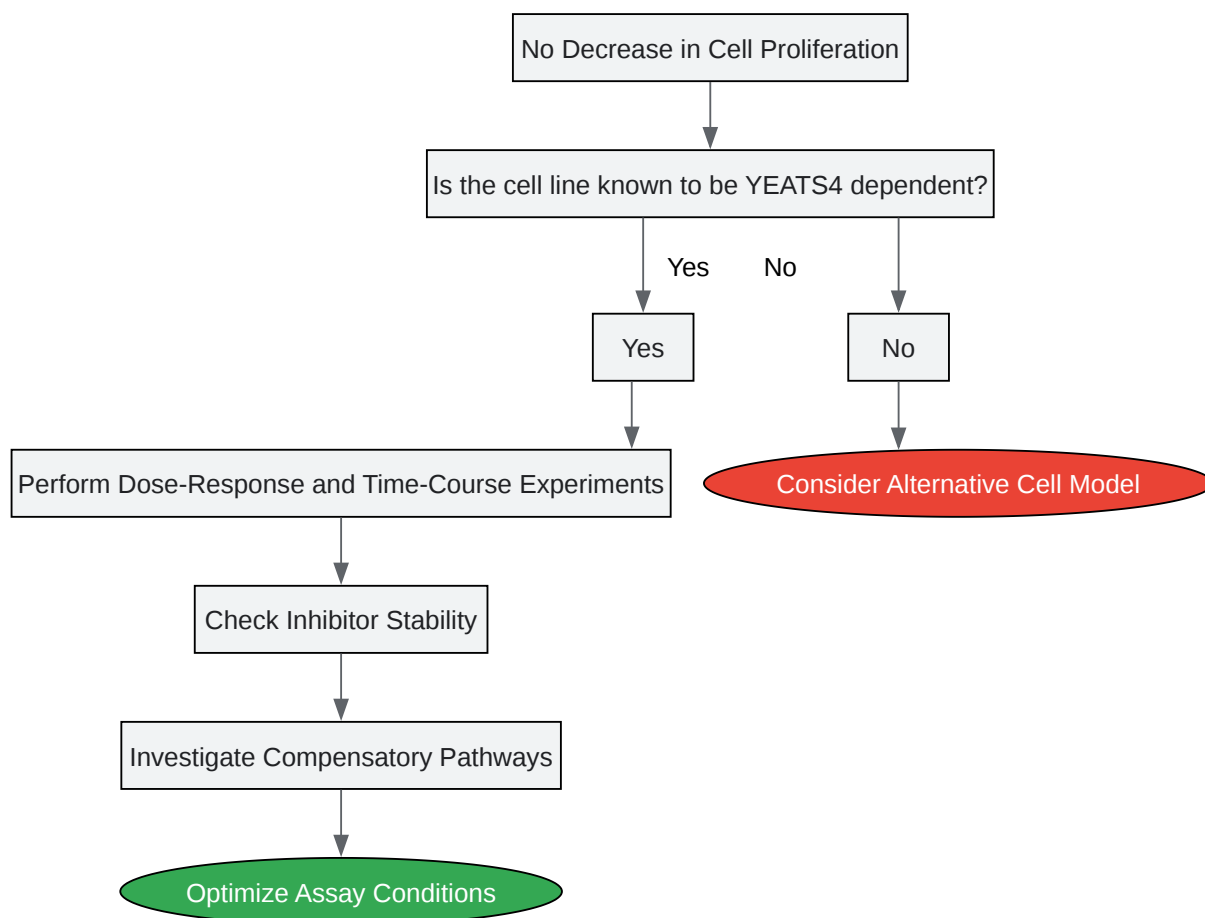 No Decrease in Cell Proliferation
Is the cell line known to be YEATS4 dependent?
Yes
No
Yes
No
Perform Dose-Response and Time-Course Experiments
Consider Alternative Cell Model
Check Inhibitor Stability
Investigate Compensatory Pathways
Optimize Assay Conditions